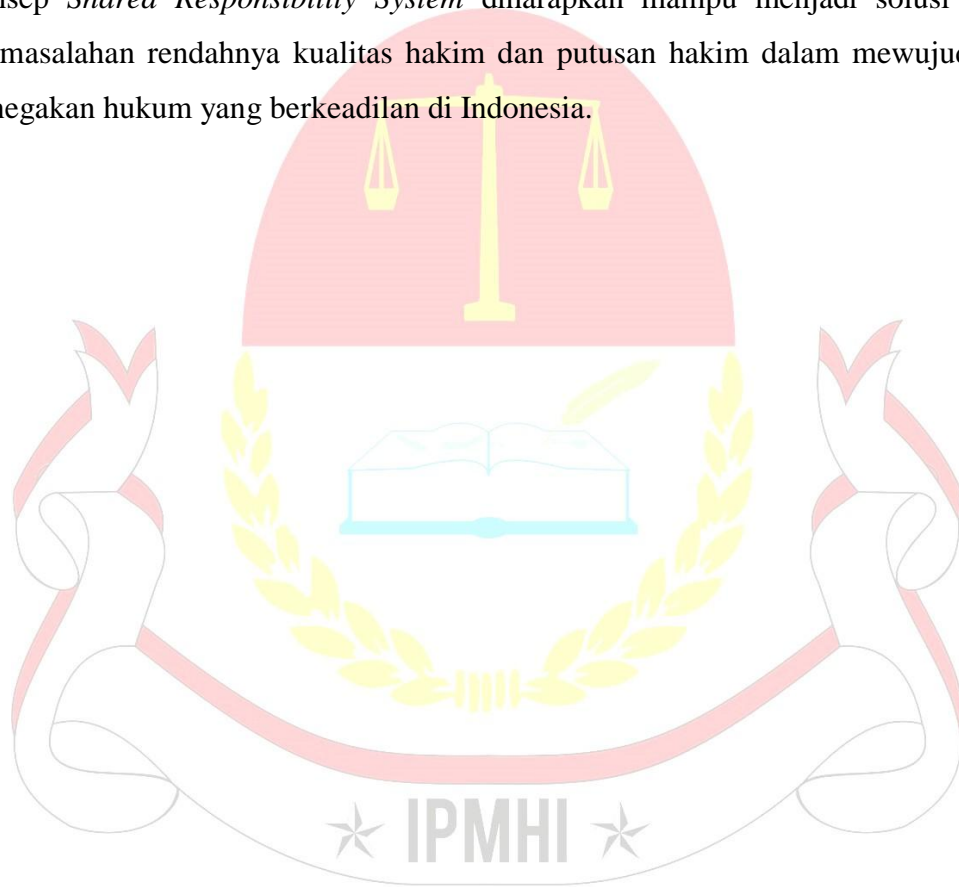 nsep Shared Responsibility System diharapkan mampu menjadi solusi
masalahan rendahnya kualitas hakim dan putusan hakim dalam mewujud
negakan hukum yang berkeadilan di Indonesia.
IPMHI